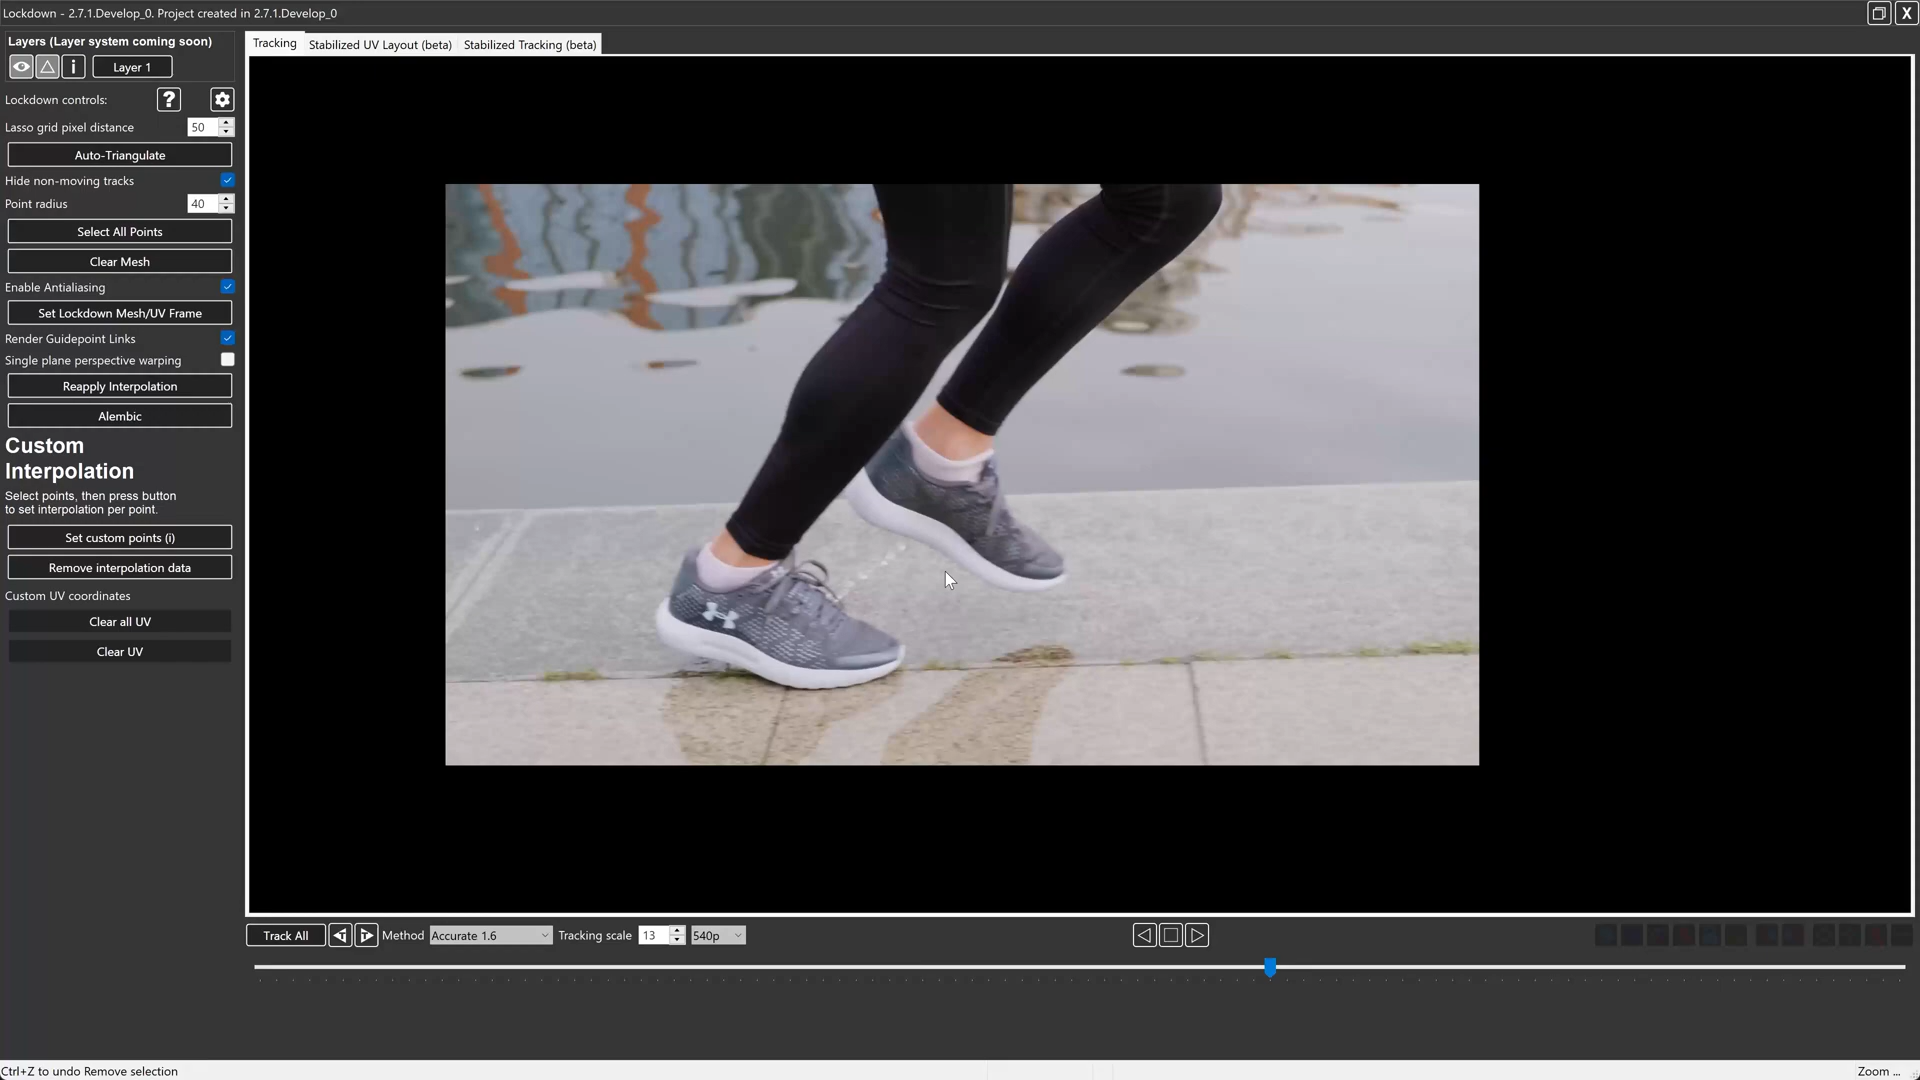 Lockdown - 2.7.1.Develop_0. Project created in 2.7.1.Develop_0
X
Layers (Layer system coming soon)
i
Layer 1
Tracking
Stabilized UV Layout (beta)
Stabilized Tracking (beta)
Lockdown controls:
?
Lasso grid pixel distance
50
Auto-Triangulate
Hide non-moving tracks
Point radius
40
Select All Points
Clear Mesh
Enable Antialiasing
Set Lockdown Mesh/UV Frame
Render Guidepoint Links
Single plane perspective warping
Reapply Interpolation
Alembic
Custom
Interpolation
Select points, then press button
to set interpolation per point.
Set custom points (i)
Remove interpolation data
Custom UV coordinates
Clear all UV
Clear UV
Track All
Method
Accurate 1.6
Tracking scale
13
540p
Ctrl+Z to undo Remove selection
Zoom ...